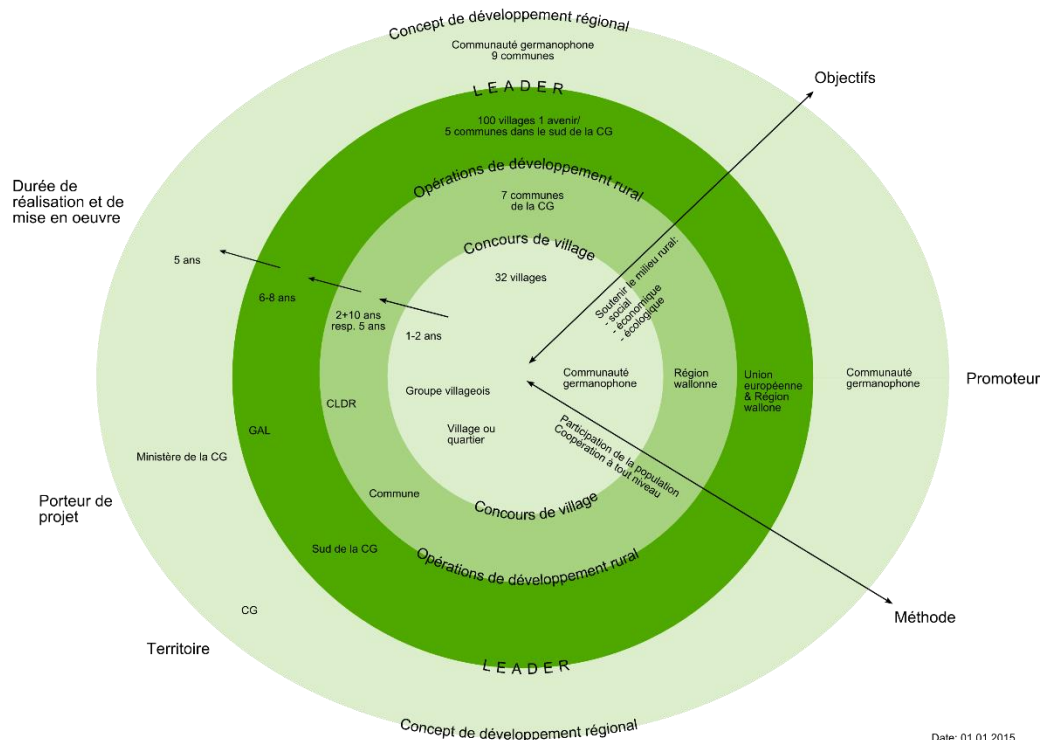 Concept de développement régional
Communauté germanophone
9 communes
LEADER
100 villages 1 avenir/
5 communes dans le sud de la CG
Opérations de développement rural
7 communes
de la CG
Concours de village
32 villages
Objectifs
Soutenir le milieu rural:
- social
- économique
- écologique
Durée de
réalisation et de
mise en oeuvre
5 ans
6-8 ans
2+10 ans
resp. 5 ans
1-2 ans
Communauté
germanophone
Région
wallonne
Union
européenne
& Région
wallone
Communauté
germanophone
Promoteur
Groupe villageois
CLDR
GAL
Ministère de la CG
Porteur de
projet
Village ou
quartier
Commune
Sud de la CG
CG
Territoire
Participation de la population
Coopération à tout niveau
Méthode
Concours de village
Opérations de développement rural
LEADER
Concept de développement régional
Date: 01.01.2015